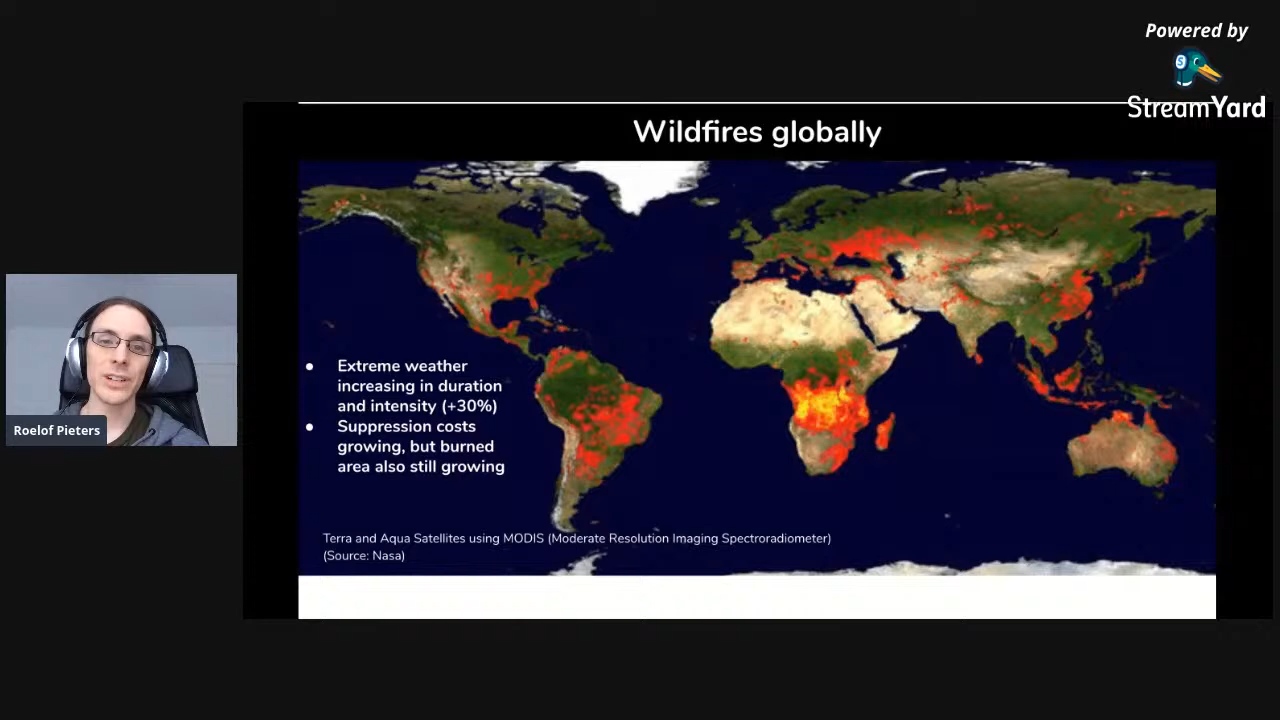 Powered by
StreamYard
Wildfires globally
Extreme weather
increasing in duration
and intensity (+30%)
Suppression costs
growing, but burned
area also still growing
Terra and Aqua Satellites using MODIS (Moderate Resolution Imaging Spectroradiometer)
(Source: Nasa)
Roelof Pieters